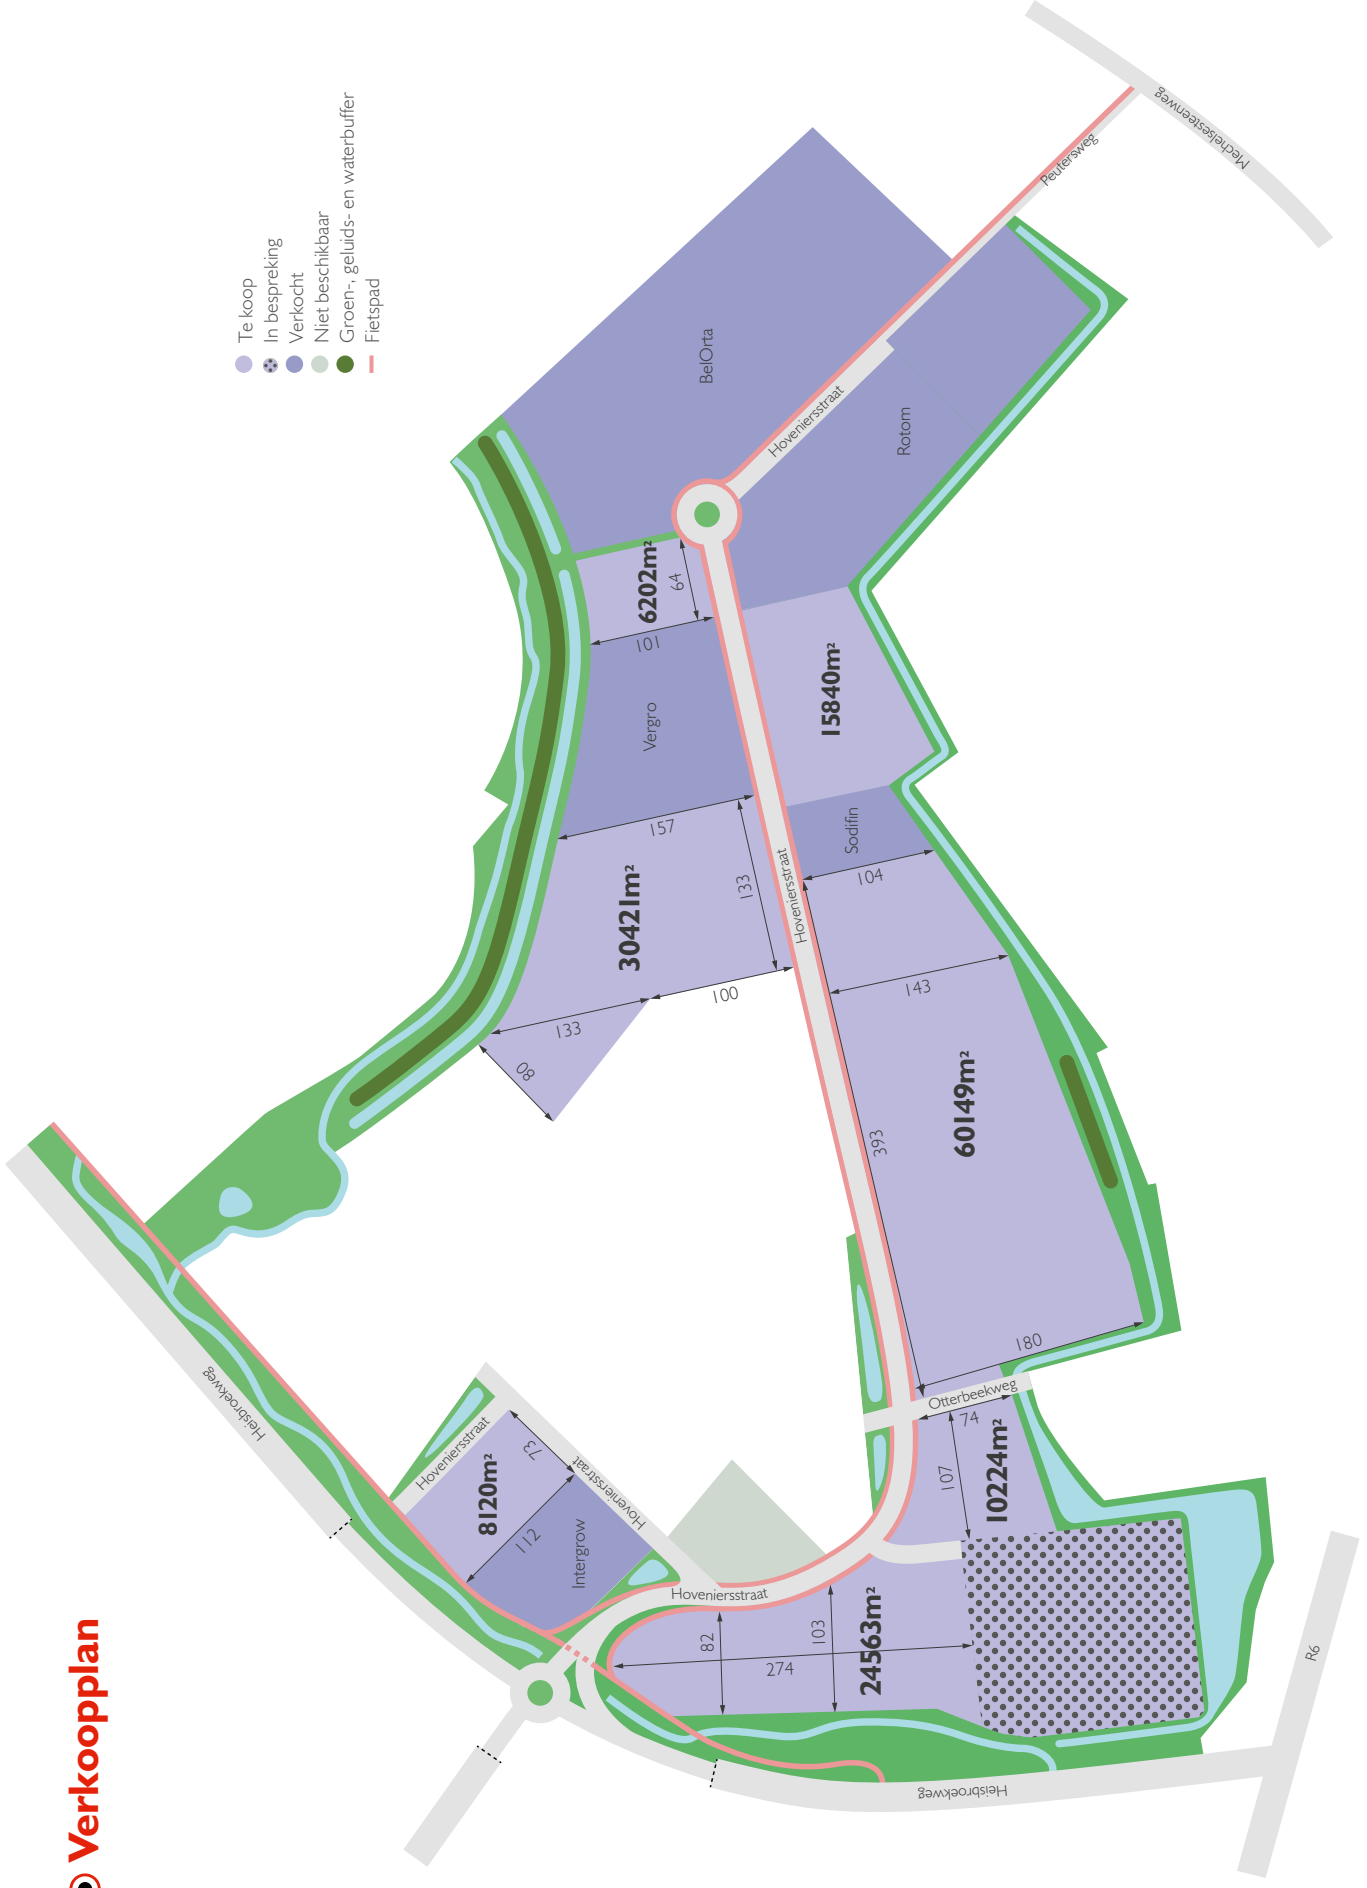 Verkoopplan
Te koop
In bespreking
Verkocht
Niet beschikbaar
Groen-, geluids- en waterbuffer
Fietspad
Mechelsesteenweg
Peutersweg
BelOrta
Hoveniersstraat
Rotom
6202m²
64
101
Vergro
15840m²
157
133
Sodifin
104
Hoveniersstraat
30421m²
100
133
80
143
60149m²
393
180
Otterbeekweg
74
107
10224m²
Heisbroekweg
Hoveniersstraat
73
8120m²
Hoveniersstraat
112
Intergrow
Hoveniersstraat
82
103
274
24563m²
Heisbroekweg
R6